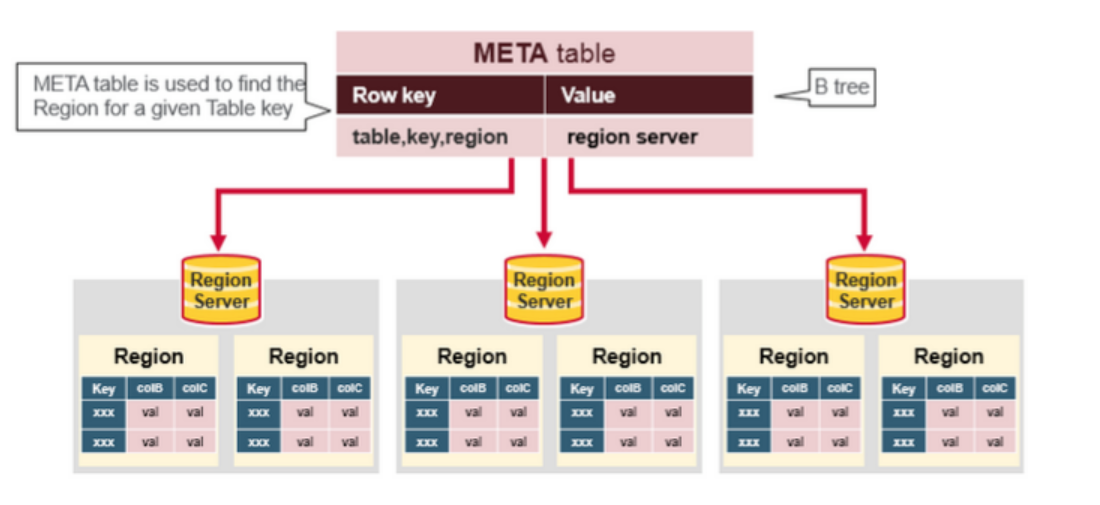 META table
META table is used to find the
Region for a given Table key
Row key Value
B tree
table,key,region region server
Region
Server
Region
Server
Region
Server
Region Region Region Region Region Region
Key colB colC Key colB colC Key colB colC Key colB colC Key colB colC Key colB colC
xxx val val xxx val val xxx val val xxx val val xxx val val xxx val val
xxx val val xxx val val xxx val val xxx val val xxx val val xxx val val